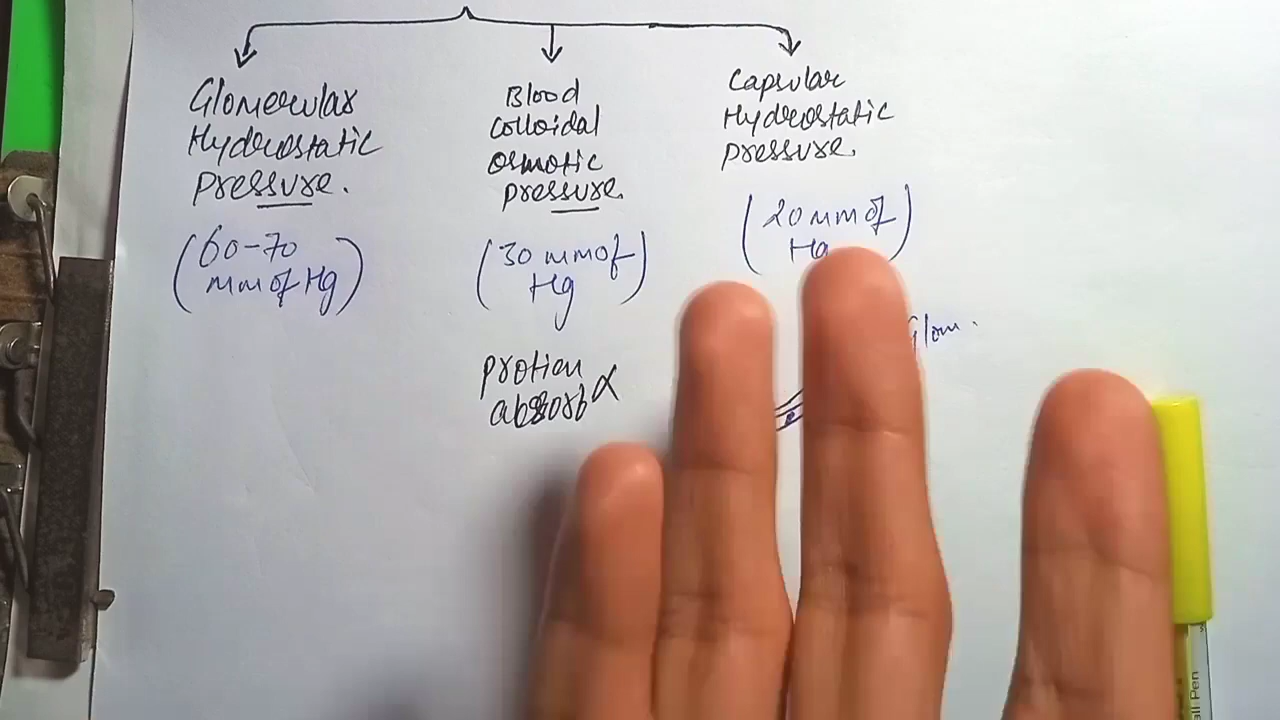 Glomerular
Hydrostatic
pressure.
(60-70
mm of Hg)
Blood
Colloidal
Osmotic
pressure.
(30 mm of
Hg)
protien
absorb
Capsular
Hydrostatic
pressure.
(20 mm of
Hg
Glom.
Pen